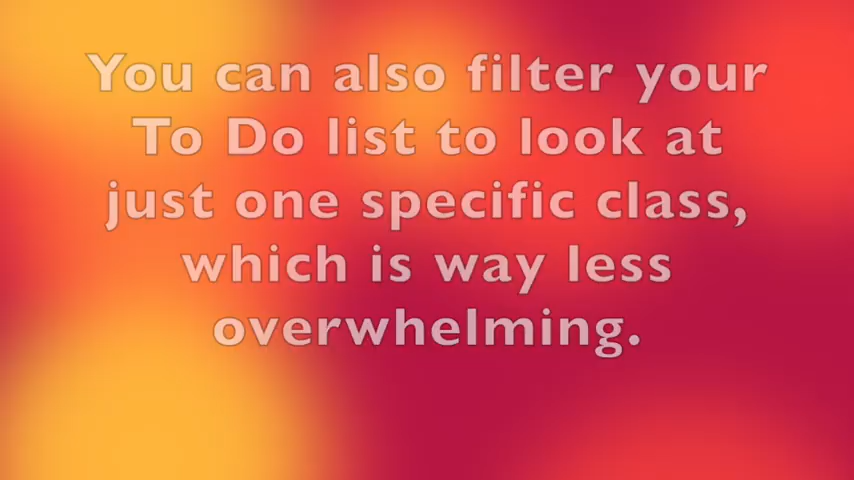 You can also filter your
To Do list to look at
just one specific class,
which is way less
overwhelming.